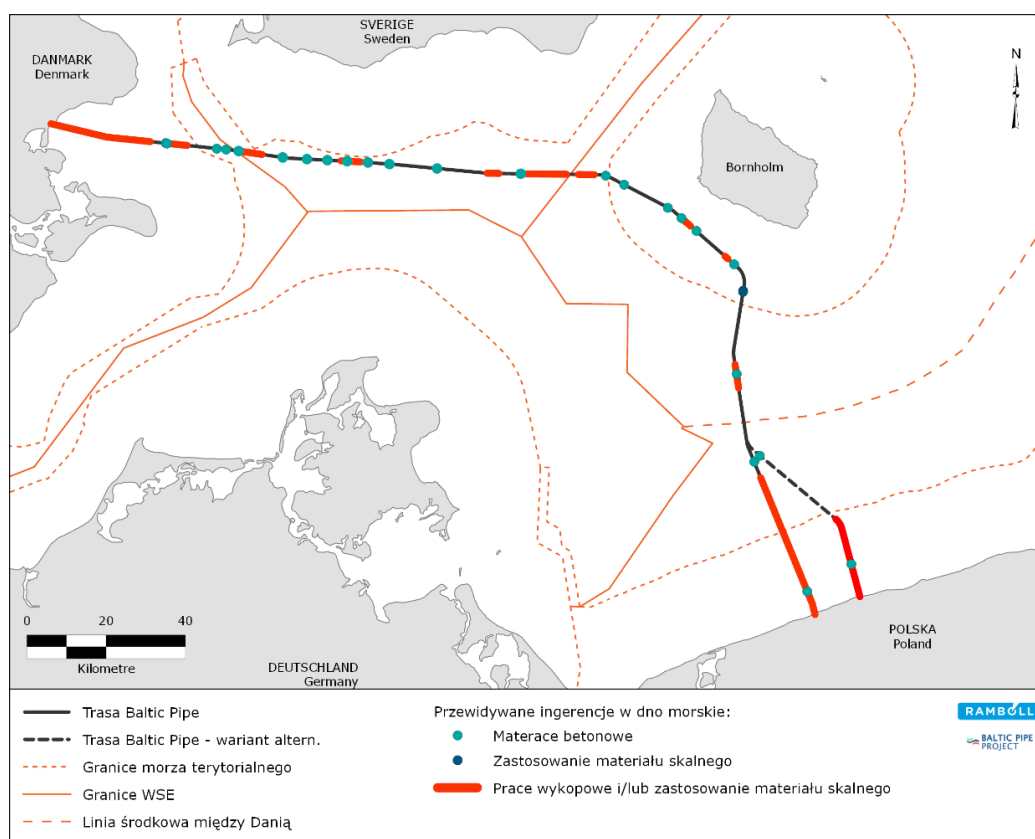 SVERIGE
Sweden
DANMARK
Denmark
N
Bornholm
0 20 40
Kilometre
DEUTSCHLAND
Germany
POLSKA
Poland
Trasa Baltic Pipe
Trasa Baltic Pipe - wariant altern.
Granice morza terytorialnego
Granice WSE
Linia środkowa między Danią
Przewidywane ingerencje w dno morskie:
Materace betonowe
Zastosowanie materiału skalnego
Prace wykopowe i/lub zastosowanie materiału skalnego
RAMBOLL
BALTIC PIPE
PROJECT